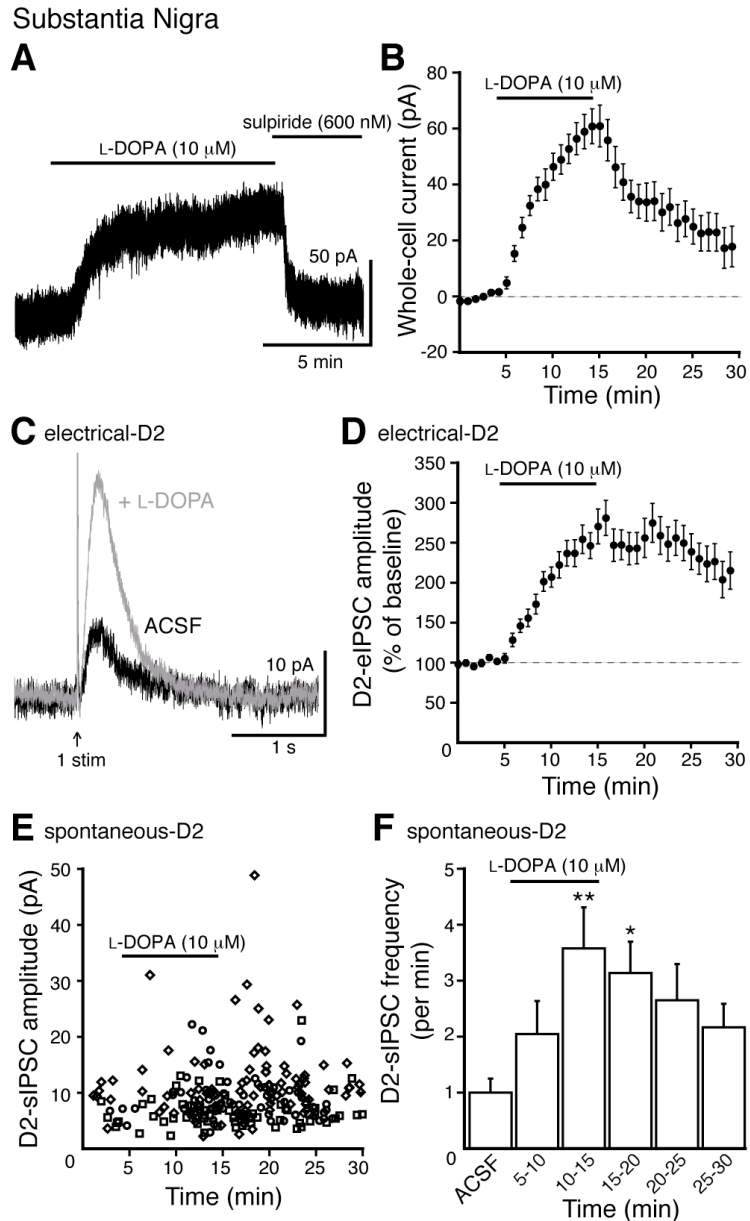 Substantia Nigra
A
sulpiride (600 nM)
L-DOPA (10 µM)
50 pA
5 min
B
L-DOPA (10 µM)
Whole-cell current (pA)
80
60
40
20
0
-20
5 10 15 20 25 30
Time (min)
C electrical-D2
+ L-DOPA
ACSF
10 pA
1 s
↑
1 stim
D electrical-D2
L-DOPA (10 µM)
D2-eIPSC amplitude
(% of baseline)
350
300
250
200
150
100
50
0
5 10 15 20 25 30
Time (min)
E spontaneous-D2
L-DOPA (10 µM)
D2-sIPSC amplitude (pA)
50
40
30
20
10
0
5 10 15 20 25 30
Time (min)
F spontaneous-D2
L-DOPA (10 µM)
** *
D2-sIPSC frequency
(per min)
5
4
3
2
1
0
ACSF 5-10 10-15 15-20 20-25 25-30
Time (min)